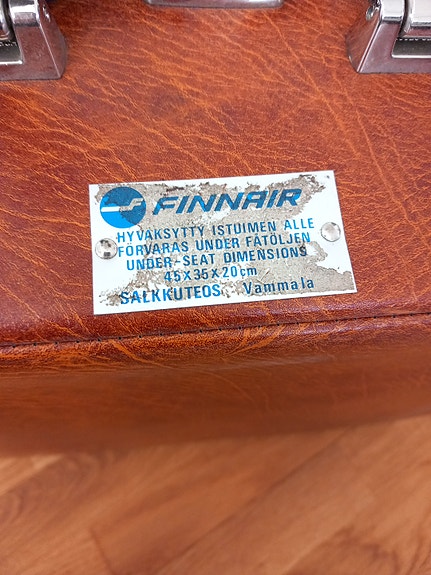 FINNAIR
HYVÄKSYTTY ISTUIMEN ALLE
FÖRVARAS UNDER FÅTÖLJEN
UNDER-SEAT DIMENSIONS
45X35X20cm
SALKKUTEOS, Vammala